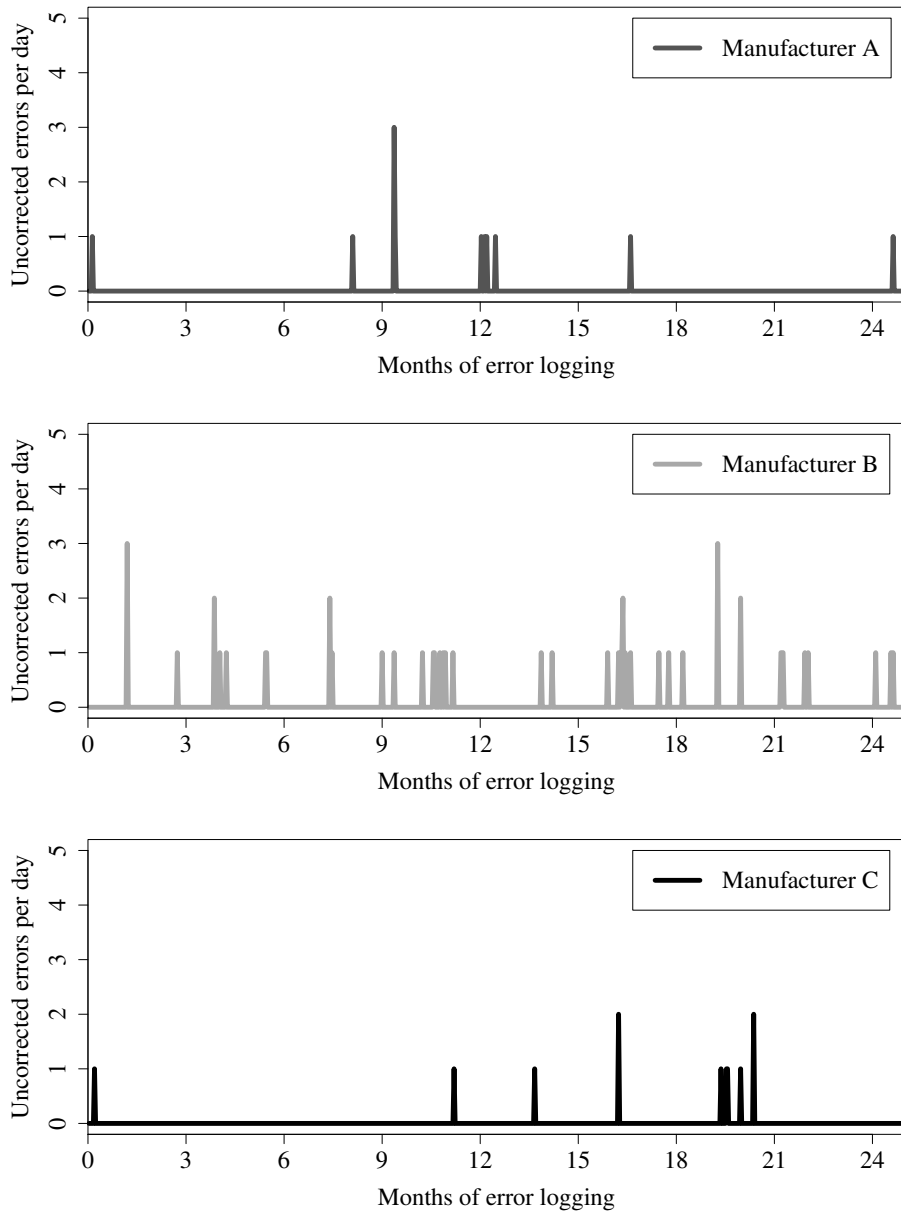 Uncorrected errors per day
5
4
3
2
1
0
Manufacturer A
0 3 6 9 12 15 18 21 24
Months of error logging
Uncorrected errors per day
5
4
3
2
1
0
Manufacturer B
0 3 6 9 12 15 18 21 24
Months of error logging
Uncorrected errors per day
5
4
3
2
1
0
Manufacturer C
0 3 6 9 12 15 18 21 24
Months of error logging